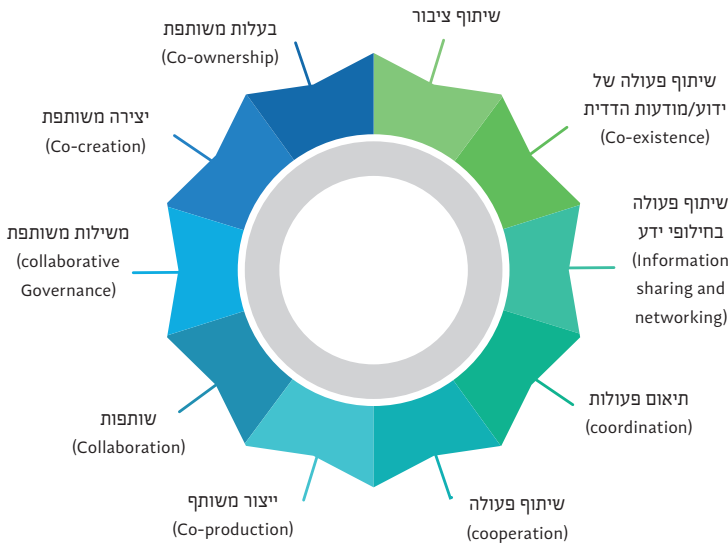 שיתוף ציבור
שיתוף פעולה של
ידוע/מודעות הדדית
(Co-existence)
שיתוף פעולה
בחילופי ידע
(Information
sharing and
networking)
תיאום פעולות
(coordination)
שיתוף פעולה
(cooperation)
ייצור משותף
(Co-production)
שותפות
(Collaboration)
משילות משותפת
(collaborative
Governance)
יצירה משותפת
(Co-creation)
בעלות משותפת
(Co-ownership)